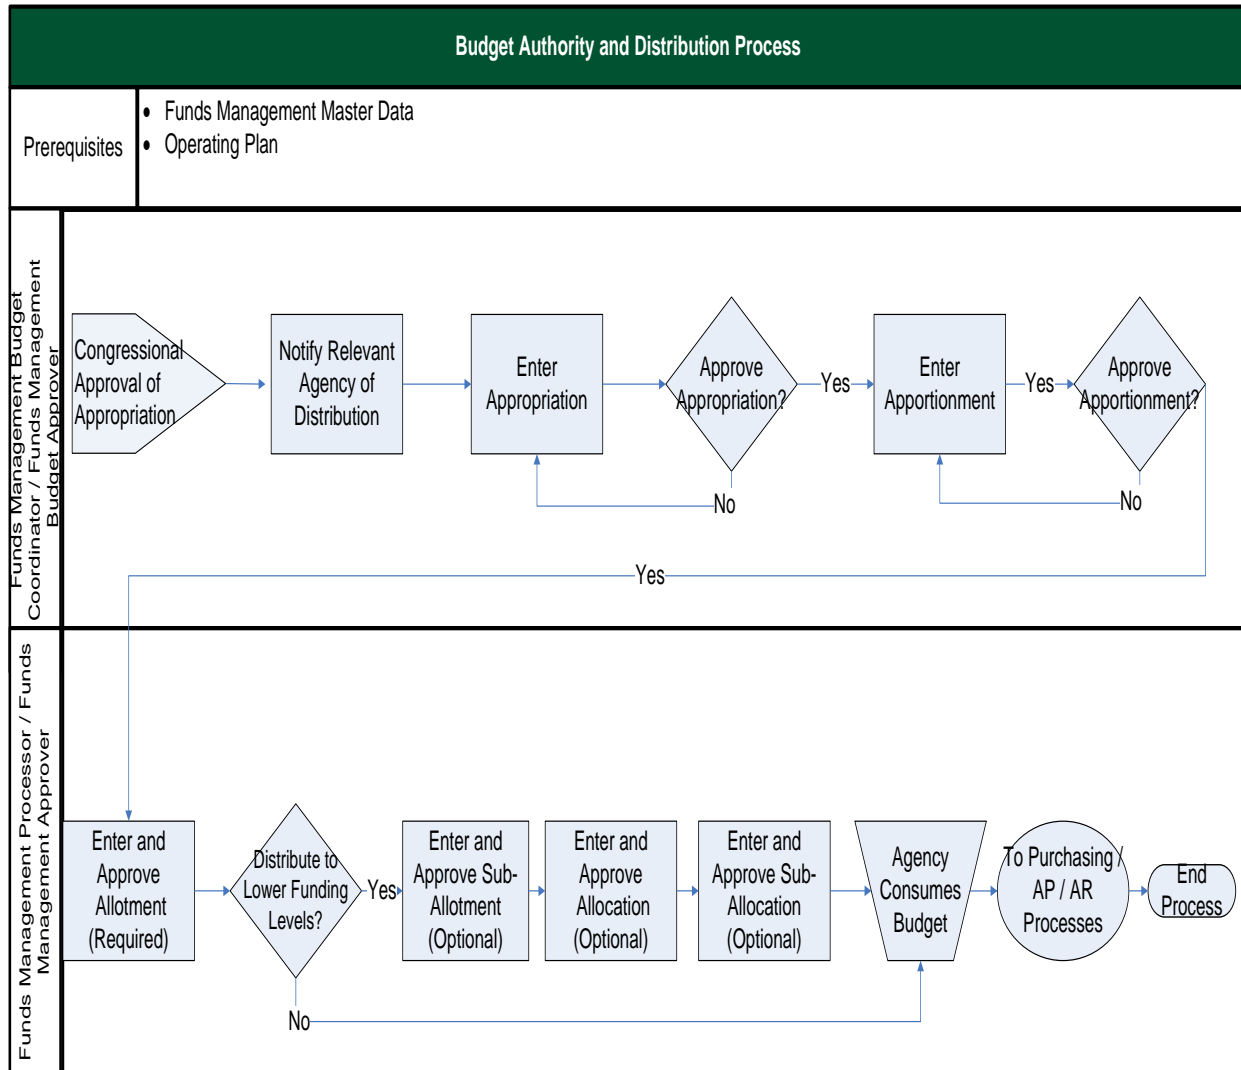 Budget Authority and Distribution Process
Prerequisites
• Funds Management Master Data
• Operating Plan
Funds Management Budget
Coordinator / Funds Management
Budget Approver
Congressional
Approval of
Appropriation
Notify Relevant
Agency of
Distribution
Enter
Appropriation
Approve
Appropriation?
Yes
No
Enter
Apportionment
Yes
Approve
Apportionment?
No
Yes
Funds Management Processor / Funds
Management Approver
Enter and
Approve
Allotment
(Required)
Distribute to
Lower Funding
Levels?
Yes
No
Enter and
Approve Sub-
Allotment
(Optional)
Enter and
Approve
Allocation
(Optional)
Enter and
Approve Sub-
Allocation
(Optional)
Agency
Consumes
Budget
To Purchasing /
AP / AR
Processes
End
Process